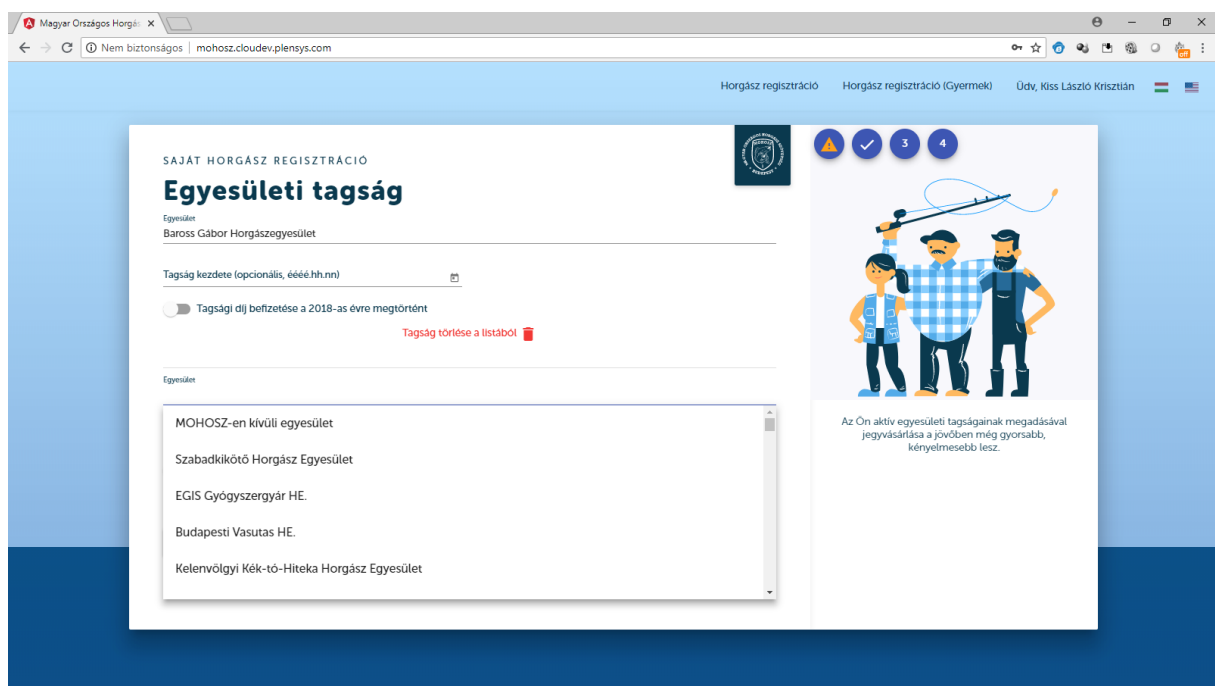 Magyar Országos Horgás
Nem biztonságos | mohosz.cloudev.plensys.com
off
Horgász regisztráció Horgász regisztráció (Gyermek) Üdv, Kiss László Krisztián
SAJÁT HORGÁSZ REGISZTRÁCIÓ
Egyesületi tagság
Egyesület
Baross Gábor Horgászegyesület
Tagság kezdete (opcionális, éééé.hh.nn)
Tagsági díj befizetése a 2018-as évre megtörtént
Tagság törlése a listából
Egyesület
MOHOSZ-en kívüli egyesület
Szabadkikötő Horgász Egyesület
EGIS Gyógyszergyár HE.
Budapesti Vasutas HE.
Kelenvölgyi Kék-tó-Hiteka Horgász Egyesület
3 4
Az Ön aktív egyesületi tagságainak megadásával
jegyvásárlása a jövőben még gyorsabb,
kényelmesebb lesz.